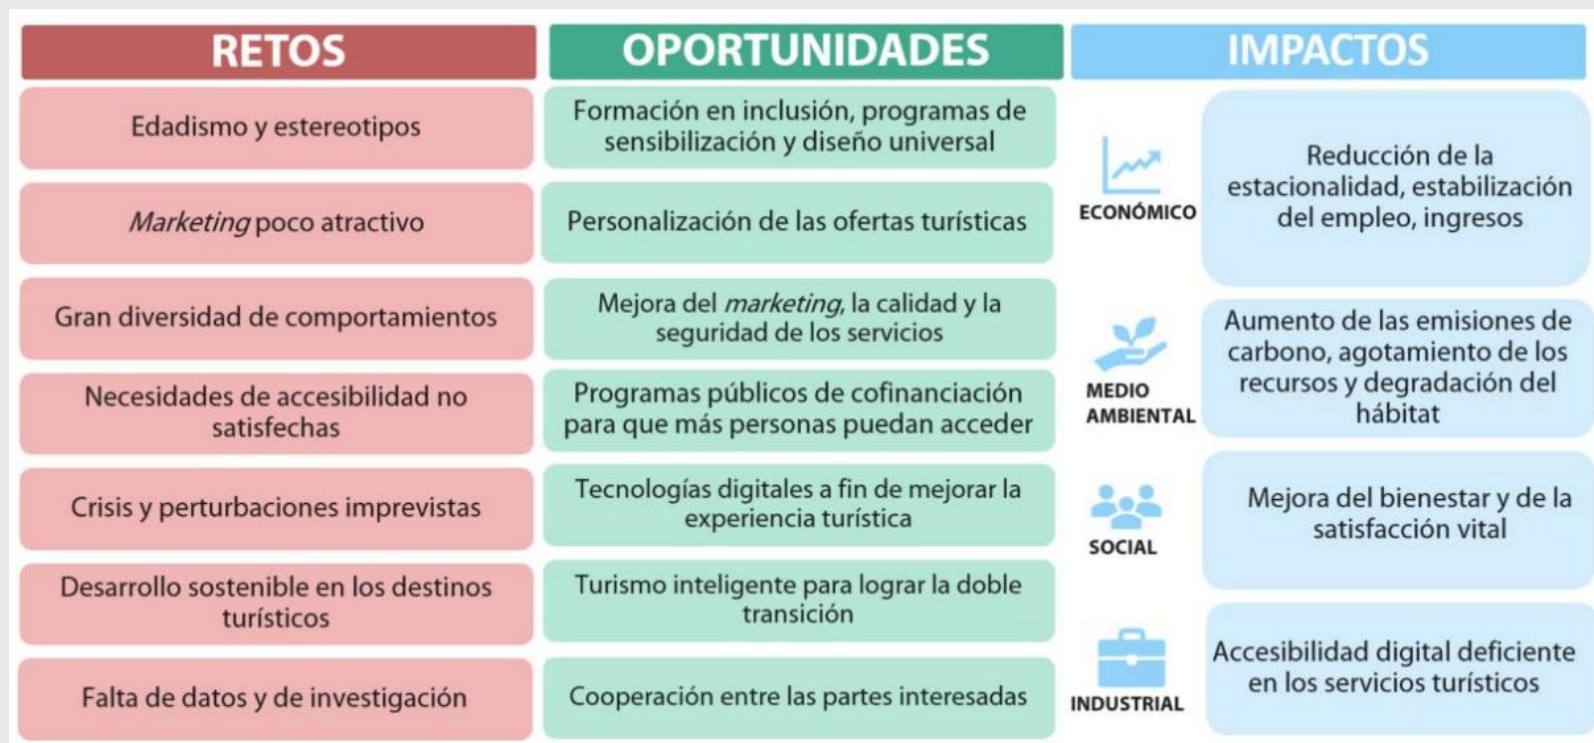 RETOS
Edadismo y estereotipos
Marketing poco atractivo
Gran diversidad de comportamientos
Necesidades de accesibilidad no
satisfechas
Crisis y perturbaciones imprevistas
Desarrollo sostenible en los destinos
turísticos
Falta de datos y de investigación
OPORTUNIDADES
Formación en inclusión, programas de
sensibilización y diseño universal
Personalización de las ofertas turísticas
Mejora del marketing, la calidad y la
seguridad de los servicios
Programas públicos de cofinanciación
para que más personas puedan acceder
Tecnologías digitales a fin de mejorar la
experiencia turística
Turismo inteligente para lograr la doble
transición
Cooperación entre las partes interesadas
IMPACTOS
ECONÓMICO
Reducción de la
estacionalidad, estabilización
del empleo, ingresos
MEDIO
AMBIENTAL
Aumento de las emisiones de
carbono, agotamiento de los
recursos y degradación del
hábitat
SOCIAL
Mejora del bienestar y de la
satisfacción vital
INDUSTRIAL
Accesibilidad digital deficiente
en los servicios turísticos